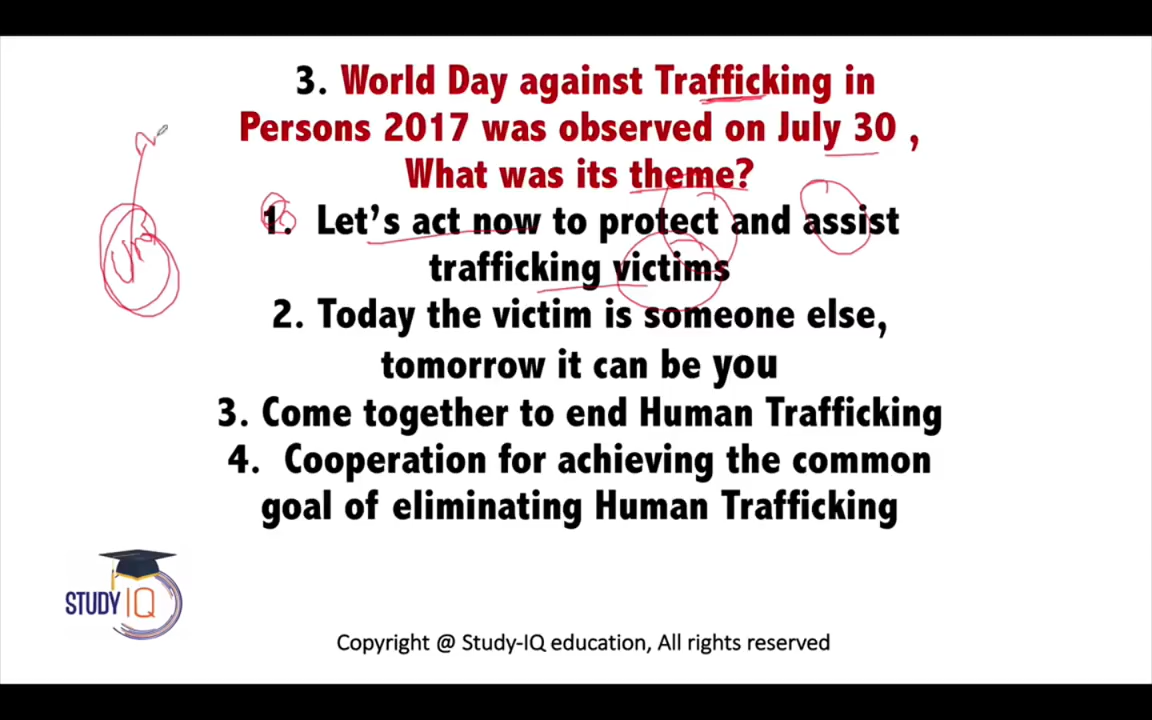 3. World Day against Trafficking in
Persons 2017 was observed on July 30 ,
What was its theme?
1. Let's act now to protect and assist
trafficking victims
2. Today the victim is someone else,
tomorrow it can be you
3. Come together to end Human Trafficking
4. Cooperation for achieving the common
goal of eliminating Human Trafficking
STUDY IQ
Copyright @ Study-IQ education, All rights reserved